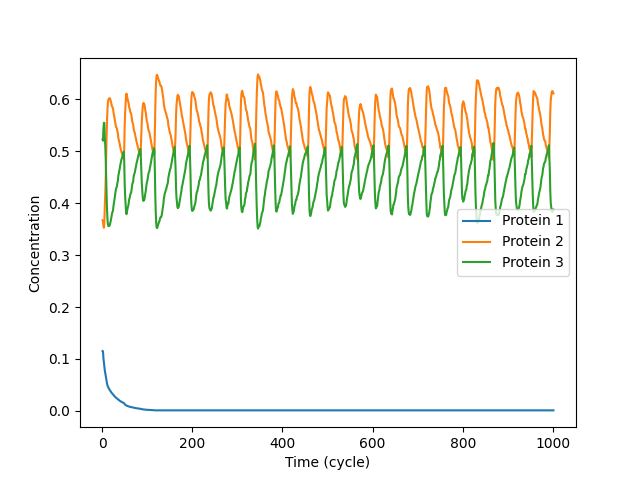 Concentration
0.6
0.5
0.4
0.3
0.2
0.1
0.0
Protein 1
Protein 2
Protein 3
0
200
400
600
800
1000
Time (cycle)